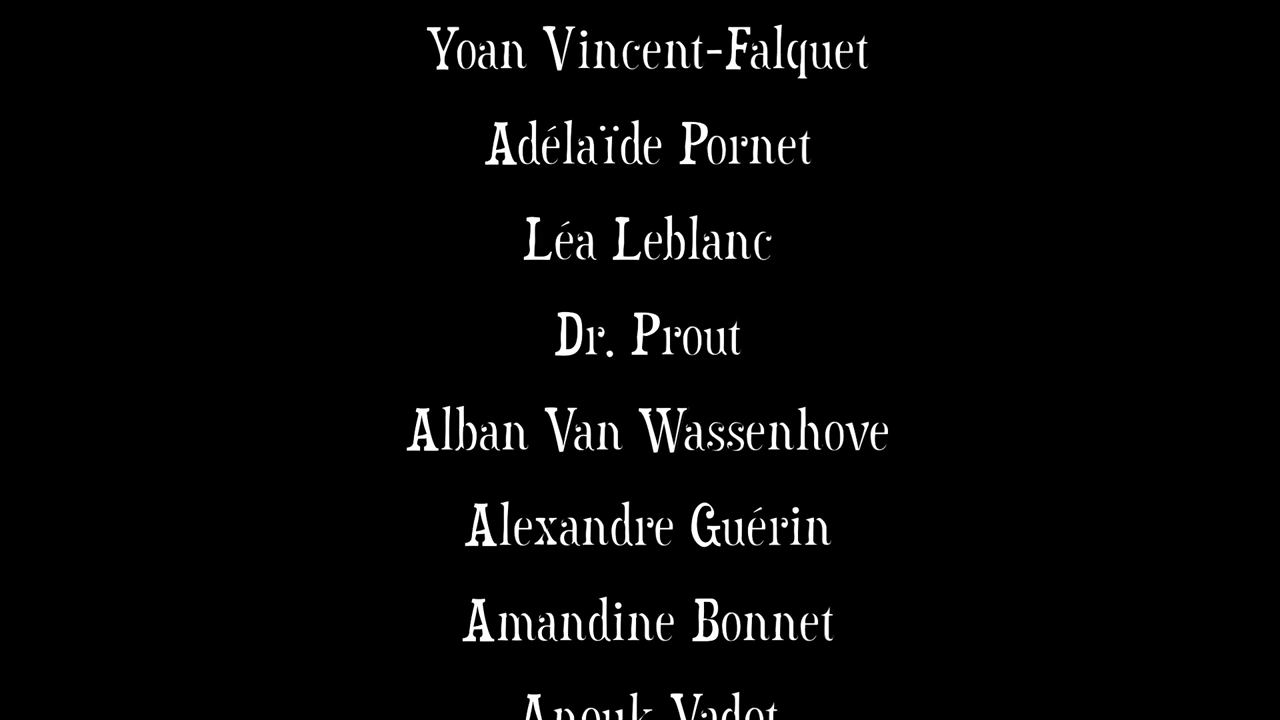 Yoan Vincent-Falquet
Adélaïde Pornet
Léa Leblanc
Dr. Prout
Alban Van Wassenhove
Alexandre Guérin
Amandine Bonnet
Anouk Vadot